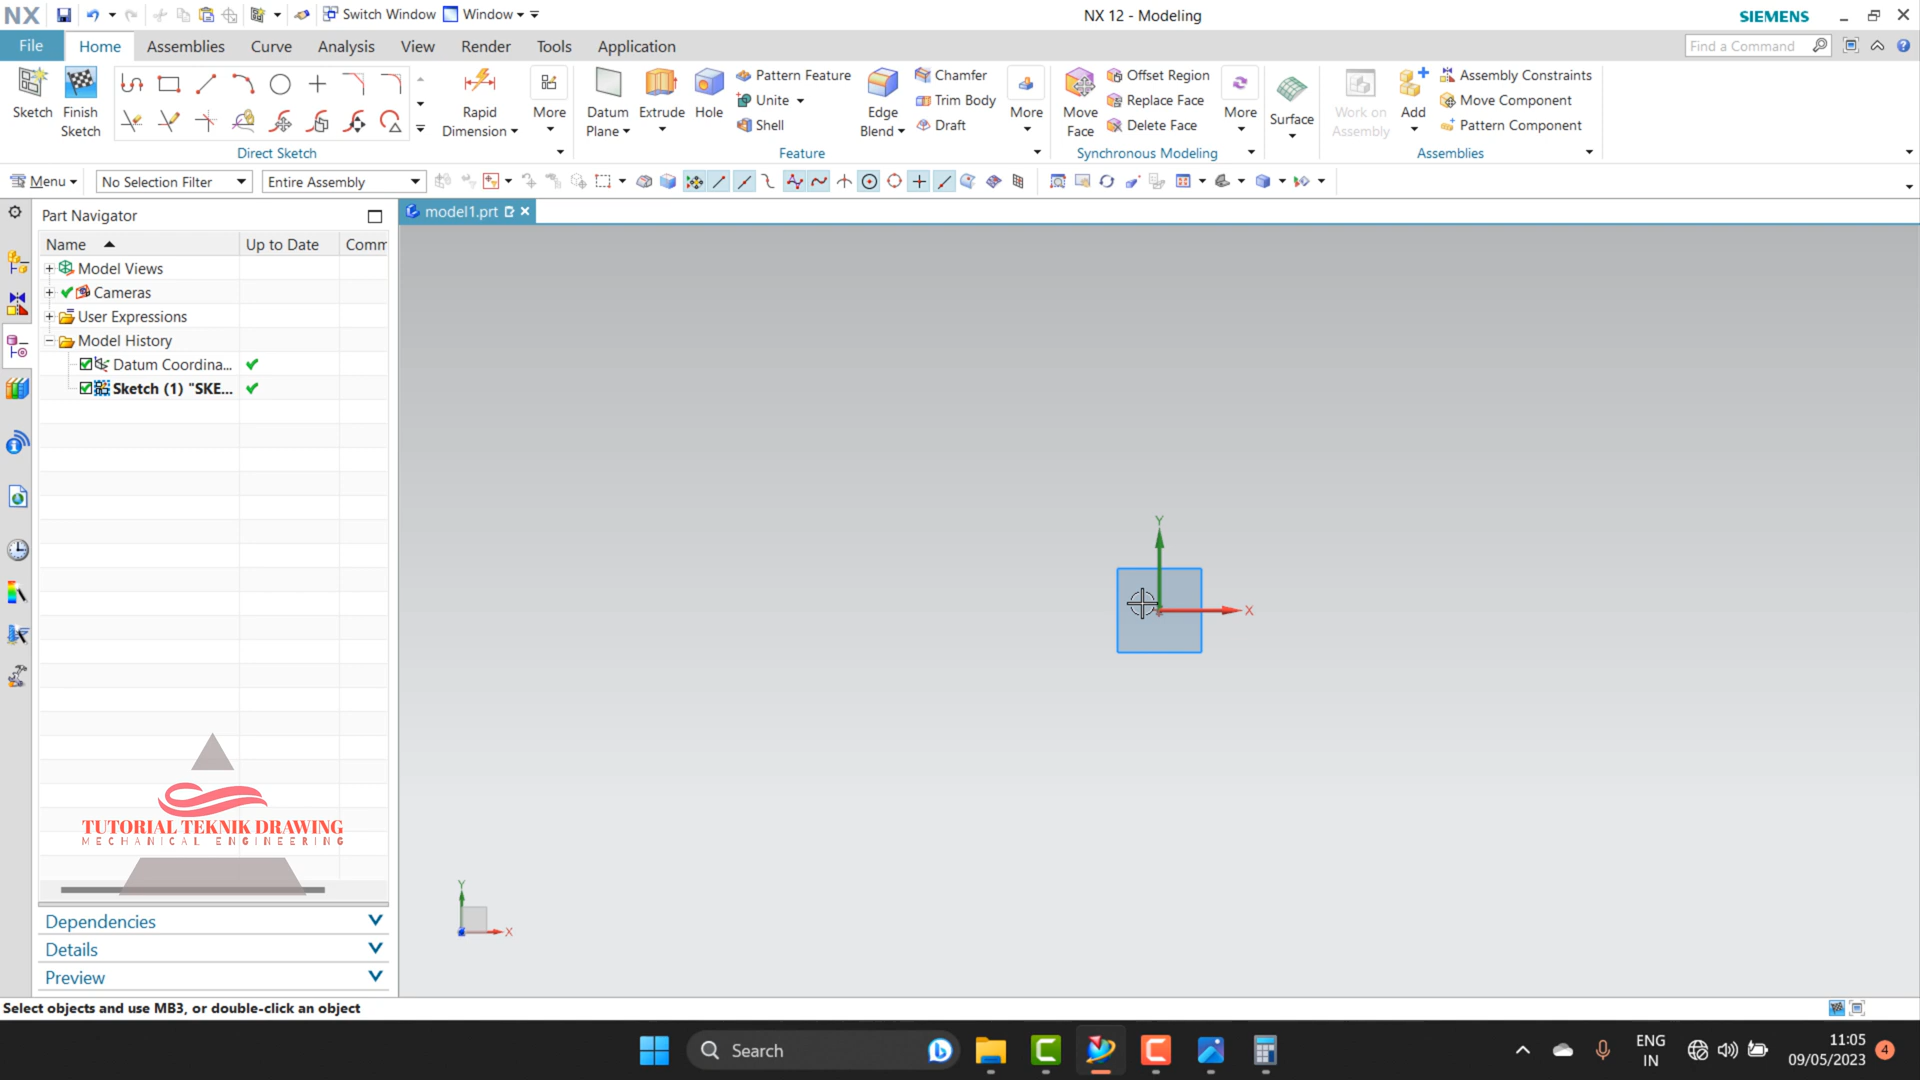 NX
Switch Window
Window
NX 12 - Modeling
SIEMENS
File
Home
Assemblies
Curve
Analysis
View
Render
Tools
Application
Find a Command
Sketch
Finish Sketch
Rapid Dimension
More
Datum Plane
Extrude
Hole
Pattern Feature
Unite
Shell
Edge Blend
Chamfer
Trim Body
Draft
More
Move Face
Offset Region
Replace Face
Delete Face
More
Surface
Work on Assembly
Add
Assembly Constraints
Move Component
Pattern Component
Direct Sketch
Feature
Synchronous Modeling
Assemblies
Menu
No Selection Filter
Entire Assembly
Part Navigator
model1.prt
Name
Up to Date
Comm
Model Views
Cameras
User Expressions
Model History
Datum Coordina...
Sketch (1) "SKE...
Y
X
TUTORIAL TEKNIK DRAWING
MECHANICAL ENGINEERING
Y
X
Dependencies
Details
Preview
Select objects and use MB3, or double-click an object
Search
ENG
IN
11:05
09/05/2023
4